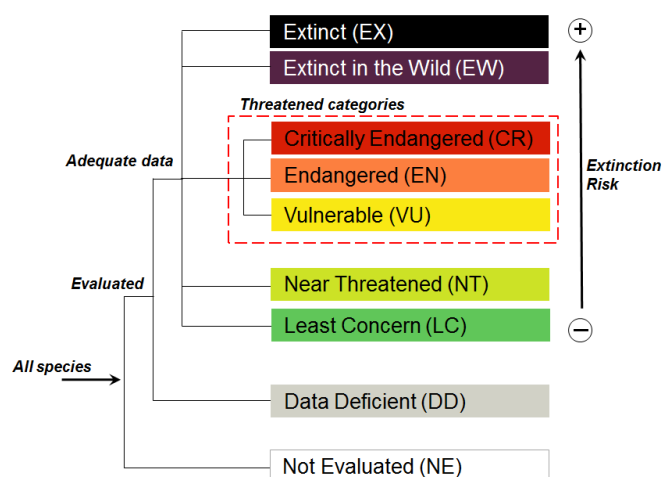 Extinct (EX)
Extinct in the Wild (EW)
Threatened categories
Critically Endangered (CR)
Adequate data
Endangered (EN)
Extinction
Risk
Vulnerable (VU)
Evaluated
Near Threatened (NT)
Least Concern (LC)
All species
Data Deficient (DD)
Not Evaluated (NE)